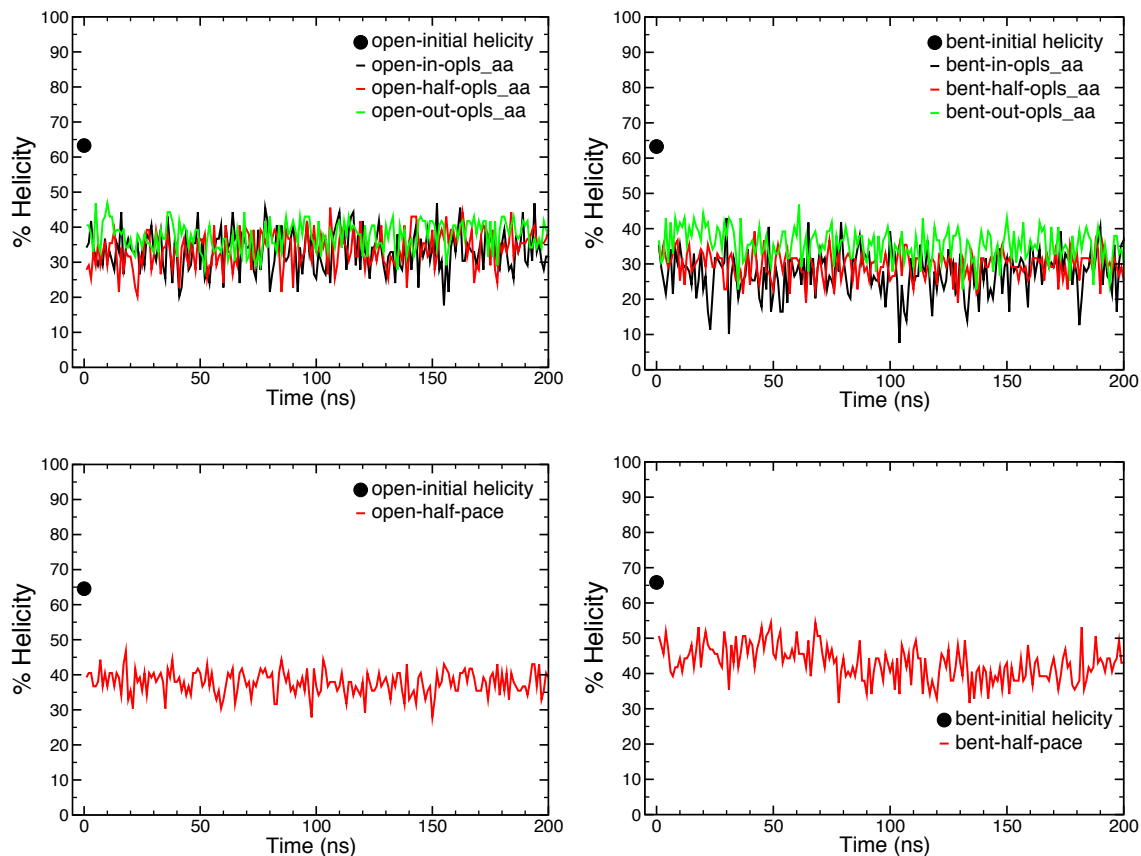 100
90
80
70
60
50
40
30
20
10
0
% Helicity
0 50 100 150 200
Time (ns)
open-initial helicity
open-in-opls_aa
open-half-opls_aa
open-out-opls_aa
100
90
80
70
60
50
40
30
20
10
0
% Helicity
0 50 100 150 200
Time (ns)
bent-initial helicity
bent-in-opls_aa
bent-half-opls_aa
bent-out-opls_aa
100
90
80
70
60
50
40
30
20
10
0
% Helicity
0 50 100 150 200
Time (ns)
open-initial helicity
open-half-pace
100
90
80
70
60
50
40
30
20
10
0
% Helicity
0 50 100 150 200
Time (ns)
bent-initial helicity
bent-half-pace